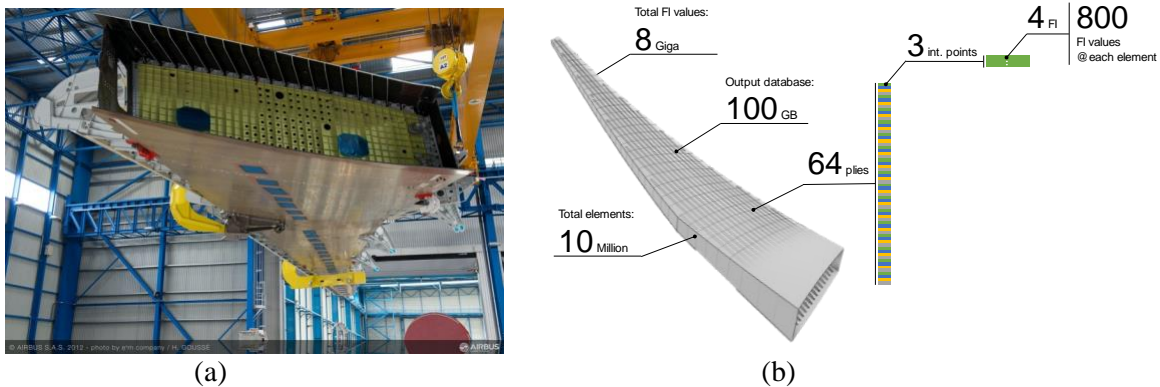 Total FI values:
8 Giga
Output database:
100 GB
64 plies
Total elements:
10 Million
3 int. points
4 FI
800
FI values
@ each element
© AIRBUS S.A.S. 2012 - photo by e'm company / H. GOUSSÉ
AIRBUS
(a)
(b)